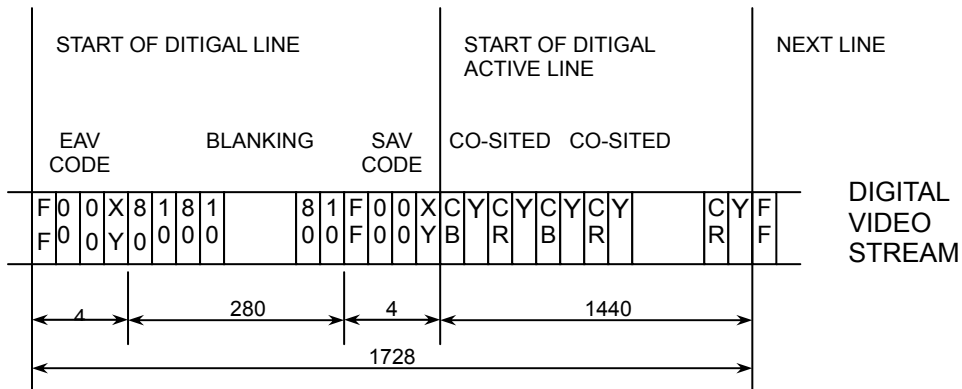 START OF DITIGAL LINE
START OF DITIGAL
ACTIVE LINE
NEXT LINE
EAV
CODE
BLANKING
SAV
CODE
CO-SITED CO-SITED
F 0 0 X 8 1 8 1 8 1 F 0 0 X C Y C Y C Y C Y C Y F
F 0 0 Y 0 0 0 0 0 0 F 0 0 Y B R B R R F
DIGITAL
VIDEO
STREAM
4 280 4 1440
1728